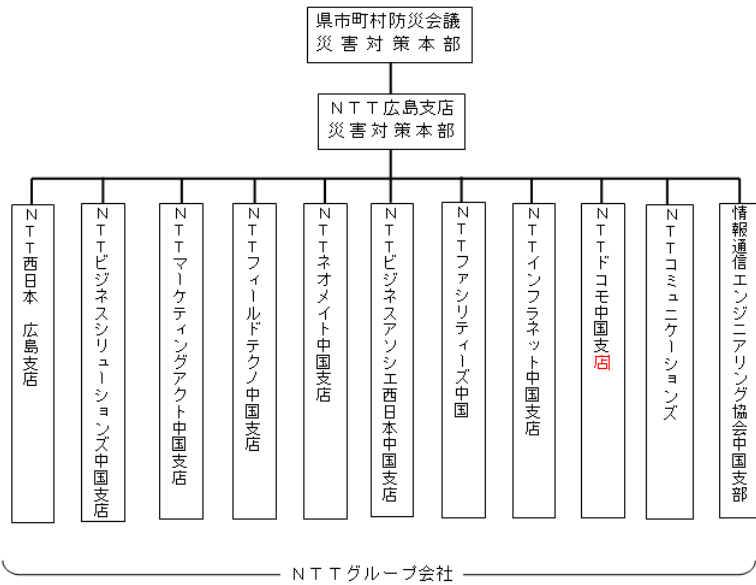 県市町村防災会議
災害対策本部
NTT広島支店
災害対策本部
NTT西日本 広島支店
NTTビジネスシリューションズ中国支店
NTTマーケティングアクト中国支店
NTTフィールドテクノ中国支店
NTTネオメイト中国支店
NTTビジネスアソシエ西日本中国支店
NTTファシリティーズ中国
NTTインフラネット中国支店
NTTドコモ中国支店
NTTコミュニケーションズ
情報通信エンジニアリング協会中国支部
NTTグループ会社